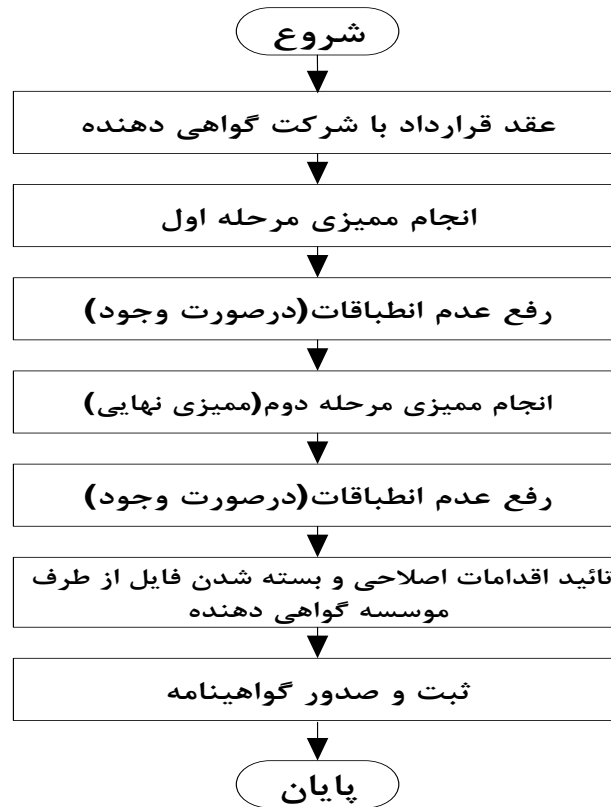 شروع
عقد قرارداد با شرکت گواهی دهنده
انجام ممیزی مرحله اول
رفع عدم انطباقات(درصورت وجود)
انجام ممیزی مرحله دوم(ممیزی نهایی)
رفع عدم انطباقات(درصورت وجود)
تائید اقدامات اصلاحی و بسته شدن فایل از طرف
موسسه گواهی دهنده
ثبت و صدور گواهینامه
پایان